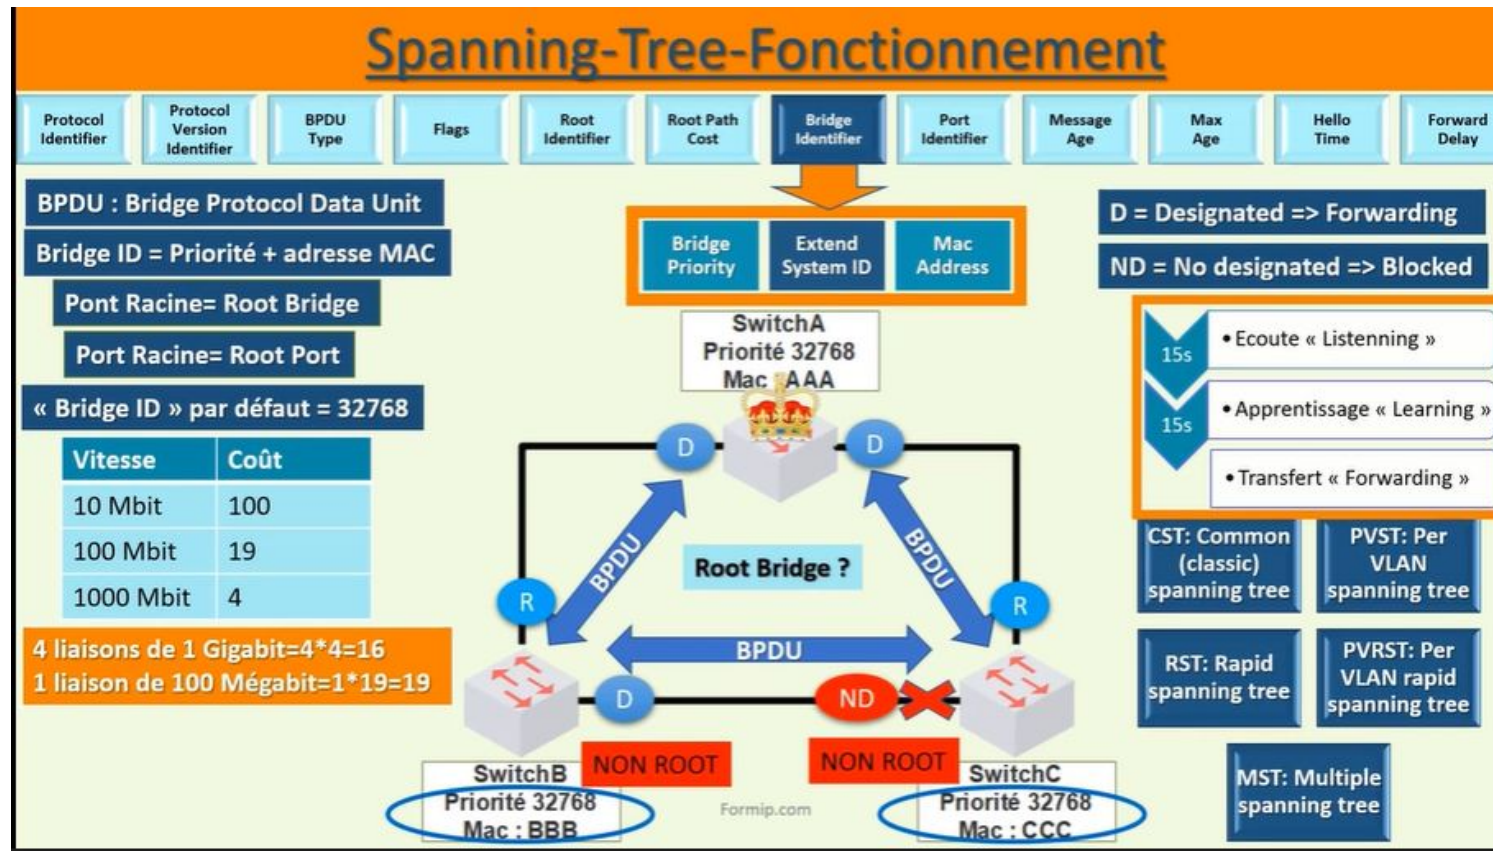 Spanning-Tree-Fonctionnement
Protocol
Identifier
Protocol
Version
Identifier
BPDU
Type
Flags
Root
Identifier
Root Path
Cost
Bridge
Identifier
Port
Identifier
Message
Age
Max
Age
Hello
Time
Forward
Delay
BPDU : Bridge Protocol Data Unit
Bridge ID = Priorité + adresse MAC
Pont Racine= Root Bridge
Port Racine= Root Port
« Bridge ID » par défaut = 32768
Vitesse Coût
10 Mbit 100
100 Mbit 19
1000 Mbit 4
4 liaisons de 1 Gigabit=4*4=16
1 liaison de 100 Mégabit=1*19=19
Bridge
Priority
Extend
System ID
Mac
Address
SwitchA
Priorité 32768
Mac : AAA
D
D
BPDU
BPDU
Root Bridge ?
R
R
BPDU
D
ND
NON ROOT
NON ROOT
SwitchB
Priorité 32768
Mac : BBB
Formip.com
SwitchC
Priorité 32768
Mac : CCC
D = Designated => Forwarding
ND = No designated => Blocked
15s
• Ecoute « Listenning »
15s
• Apprentissage « Learning »
• Transfert « Forwarding »
CST: Common
(classic)
spanning tree
PVST: Per
VLAN
spanning tree
RST: Rapid
spanning tree
PVRST: Per
VLAN rapid
spanning tree
MST: Multiple
spanning tree